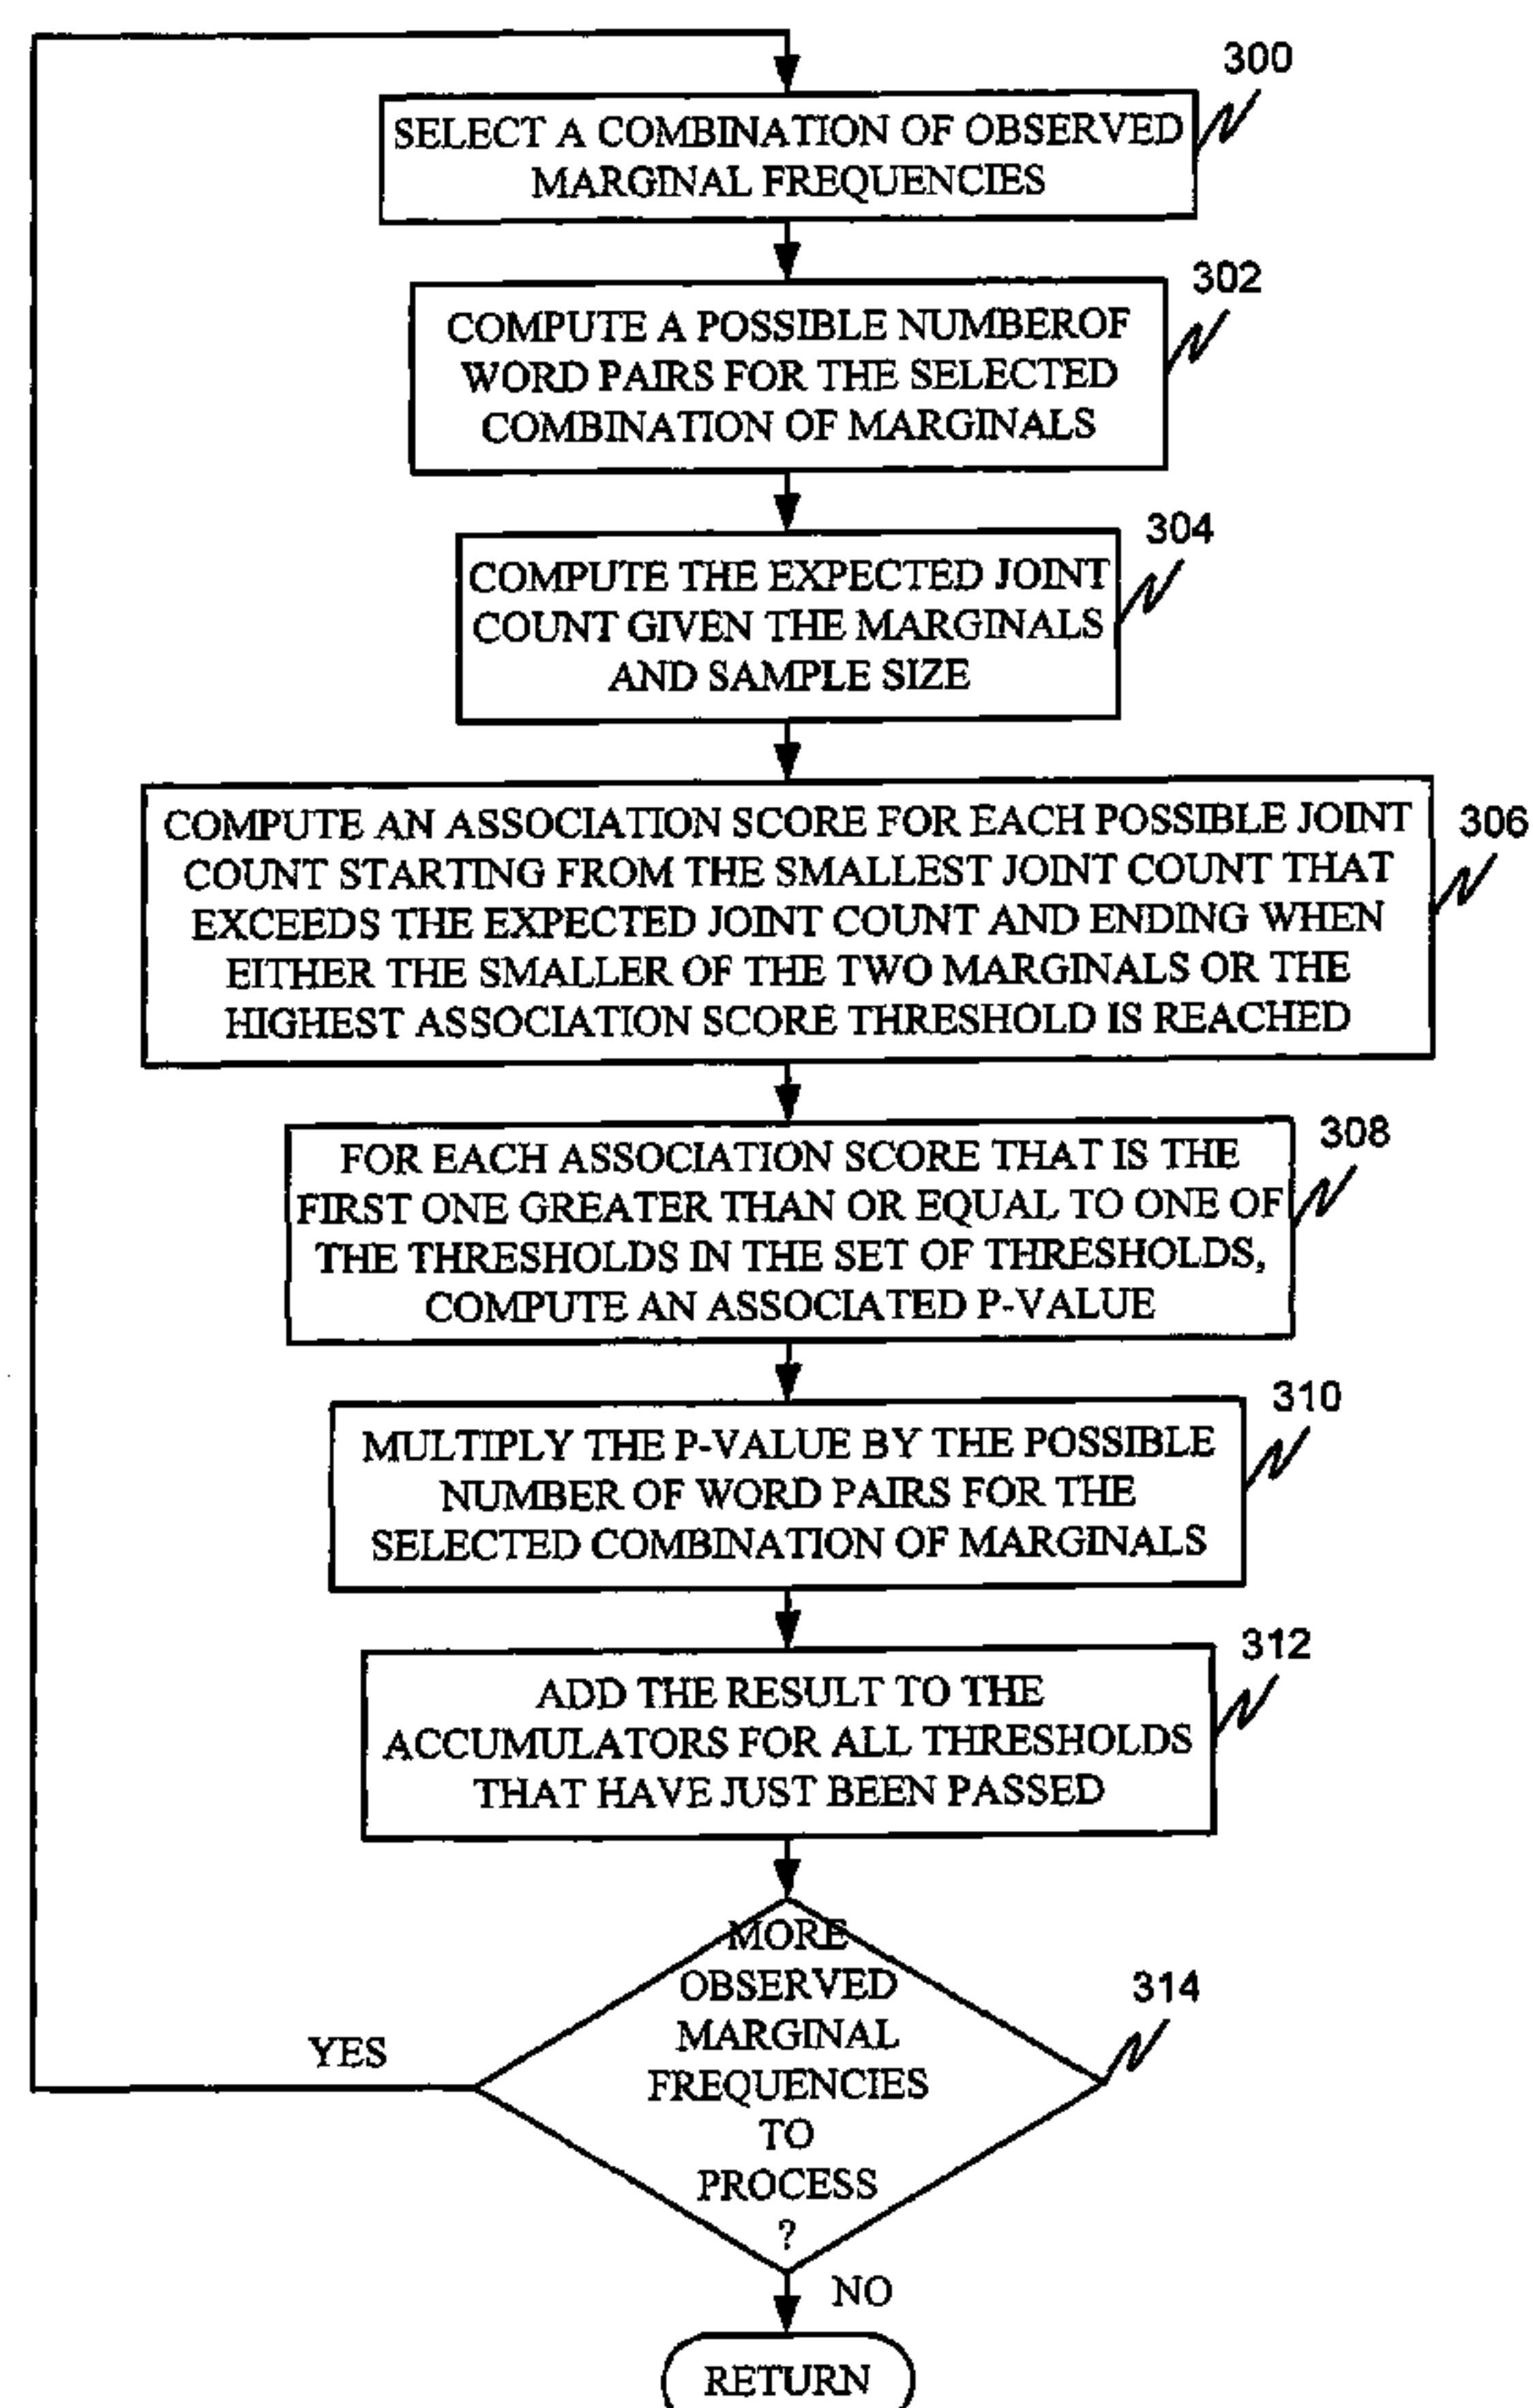 300
SELECT A COMBINATION OF OBSERVED
MARGINAL FREQUENCIES
302
COMPUTE A POSSIBLE NUMBEROF
WORD PAIRS FOR THE SELECTED
COMBINATION OF MARGINALS
304
COMPUTE THE EXPECTED JOINT
COUNT GIVEN THE MARGINALS
AND SAMPLE SIZE
306
COMPUTE AN ASSOCIATION SCORE FOR EACH POSSIBLE JOINT
COUNT STARTING FROM THE SMALLEST JOINT COUNT THAT
EXCEEDS THE EXPECTED JOINT COUNT AND ENDING WHEN
EITHER THE SMALLER OF THE TWO MARGINALS OR THE
HIGHEST ASSOCIATION SCORE THRESHOLD IS REACHED
308
FOR EACH ASSOCIATION SCORE THAT IS THE
FIRST ONE GREATER THAN OR EQUAL TO ONE OF
THE THRESHOLDS IN THE SET OF THRESHOLDS,
COMPUTE AN ASSOCIATED P-VALUE
310
MULTIPLY THE P-VALUE BY THE POSSIBLE
NUMBER OF WORD PAIRS FOR THE
SELECTED COMBINATION OF MARGINALS
312
ADD THE RESULT TO THE
ACCUMULATORS FOR ALL THRESHOLDS
THAT HAVE JUST BEEN PASSED
314
MORE
OBSERVED
MARGINAL
FREQUENCIES
TO
PROCESS
?
YES
NO
RETURN